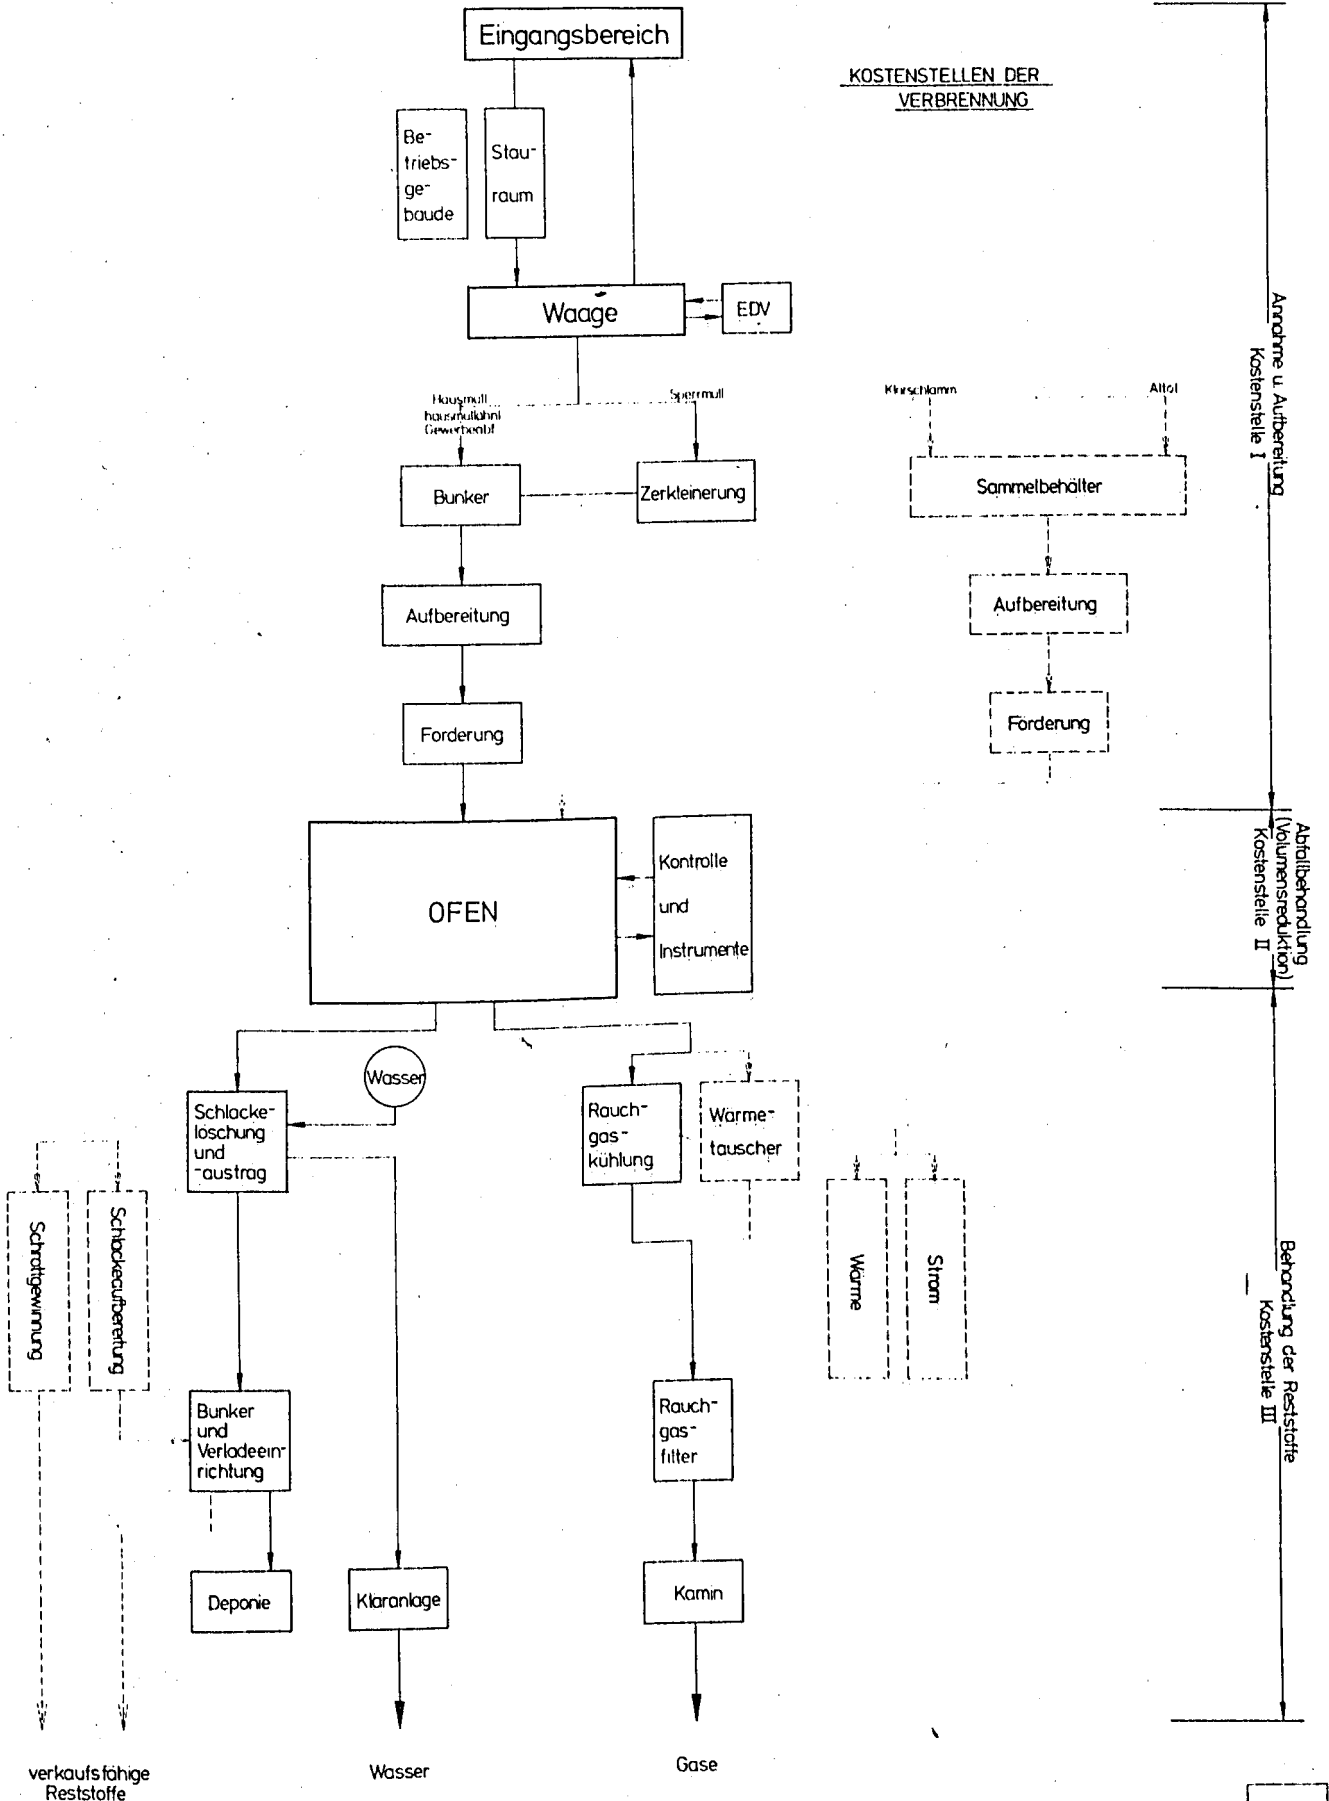 Eingangsbereich
KOSTENSTELLEN DER
VERBRENNUNG
Be-
triebs-
ge-
baude
Stau-
raum
Waage
EDV
Hausmull
hausmullahnl
Gewerbeabf
Sperrmull
Klarschlamm
Altol
Bunker
Zerkleinerung
Sammelbehälter
Aufbereitung
Aufbereitung
Forderung
Förderung
Annahme u. Aufbereitung
Kostenstelle I
OFEN
Kontrolle
und
Instrumente
Abfallbehandlung
(Volumensreduktion)
Kostenstelle II
Wasser
Schlacke-
löschung
und
-austrag
Rauch-
gas-
kühlung
Wärme-
tauscher
Schrottgewinnung
Schlackeaufbereitung
Wärme
Strom
Bunker
und
Verladeein-
richtung
Rauch-
gas-
filter
Behandlung der Reststoffe
Kostenstelle III
Deponie
Kläranlage
Kamin
verkaufsfähige
Reststoffe
Wasser
Gase